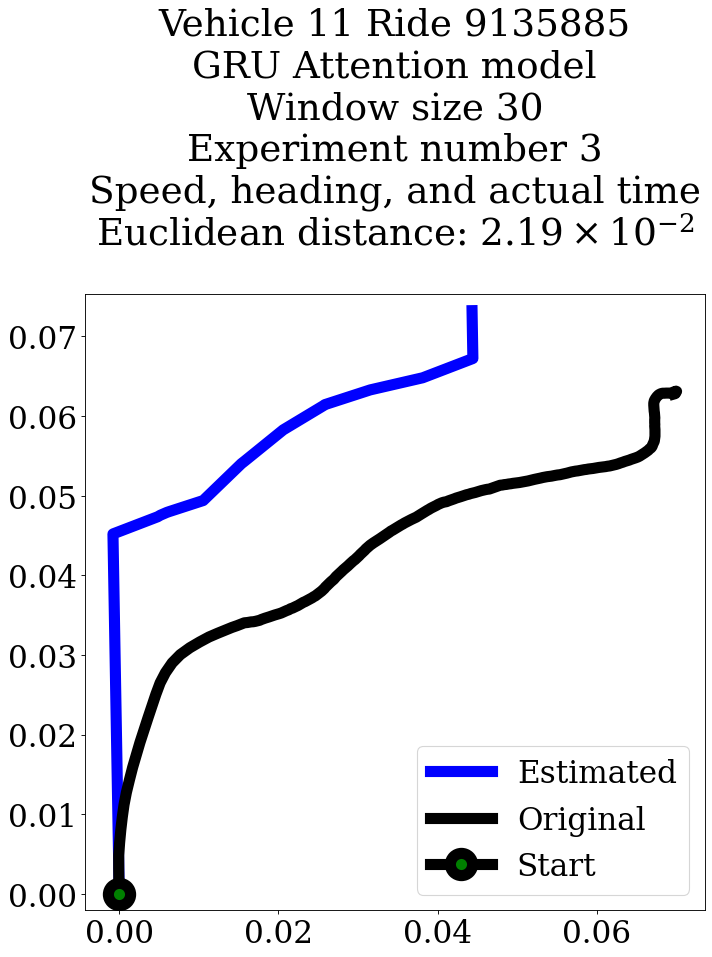 Vehicle 11 Ride 9135885
GRU Attention model
Window size 30
Experiment number 3
Speed, heading, and actual time
Euclidean distance: 2.19 × 10⁻²
0.07
0.06
0.05
0.04
0.03
0.02
0.01
0.00
Estimated
Original
Start
0.00 0.02 0.04 0.06